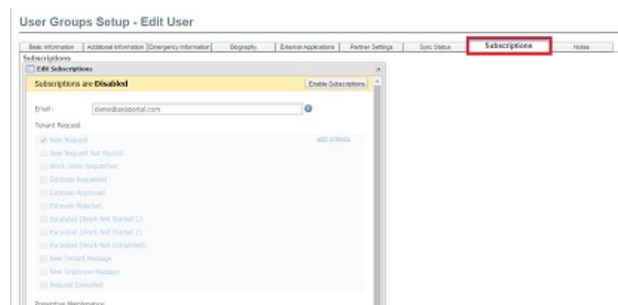 User Groups Setup - Edit User
Basic Information Additional Information Emergency Information Biography External Applications Partner Settings Sync Status Subscriptions Notes
Subscriptions
Edit Subscriptions
Subscriptions are Disabled Enable Subscriptions
Email: demo@axisportal.com
Tenant Request
New Request add criteria
New Request Not Routed
Work Order Dispatched
Estimate Requested
Estimate Approved
Estimate Rejected
Escalated (Work Not Started 1)
Escalated (Work Not Started 2)
Escalated (Work Not Completed)
New Tenant Message
New Employee Message
Request Cancelled
Preventive Maintenance